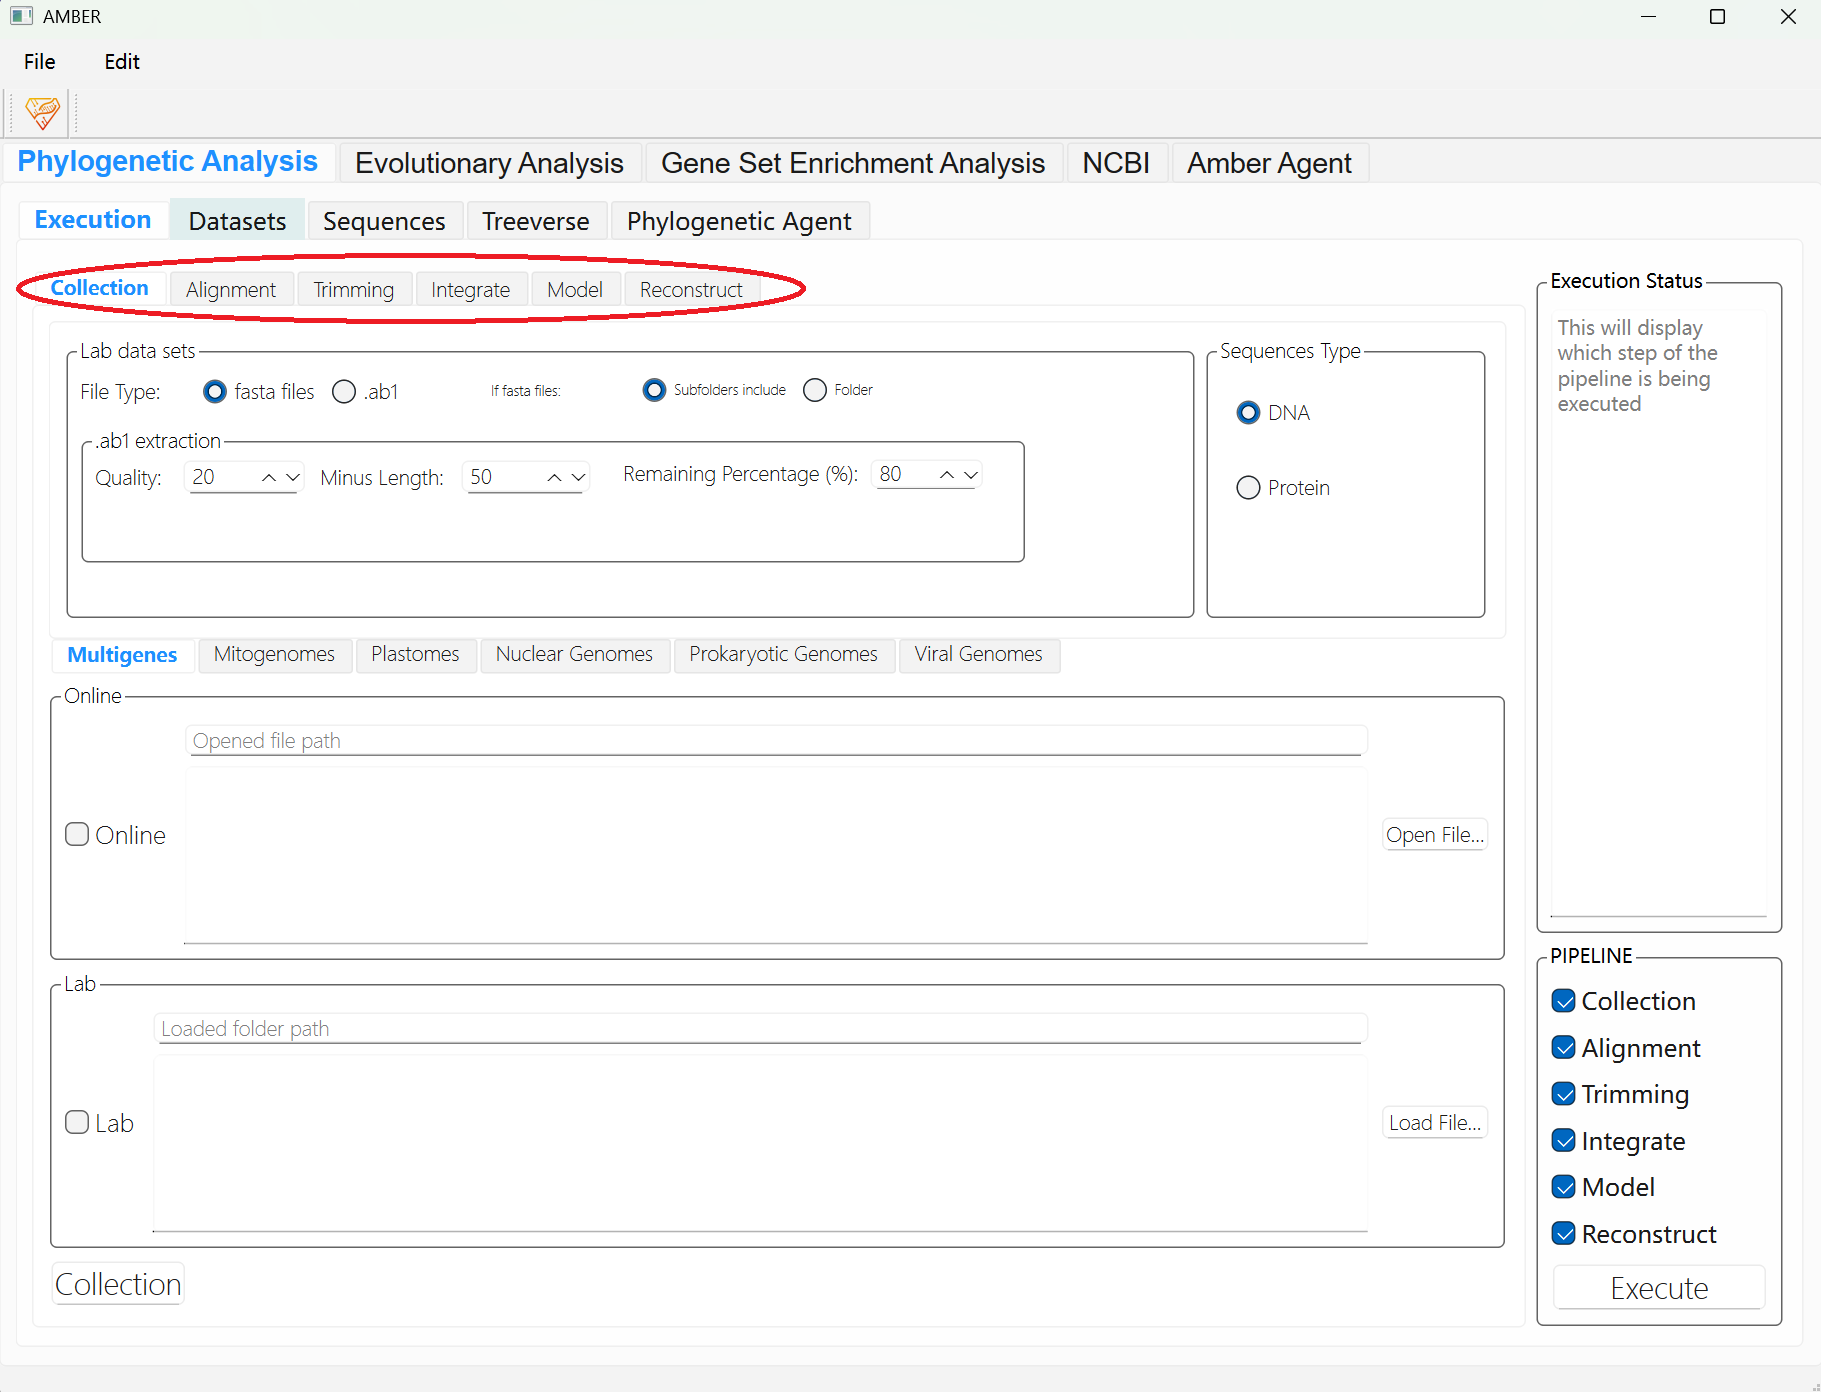 AMBER
File Edit
Phylogenetic Analysis Evolutionary Analysis Gene Set Enrichment Analysis NCBI Amber Agent
Execution Datasets Sequences Treeverse Phylogenetic Agent
Collection Alignment Trimming Integrate Model Reconstruct
Lab data sets
File Type: fasta files .ab1 If fasta files: Subfolders include Folder
.ab1 extraction
Quality: 20 Minus Length: 50 Remaining Percentage (%): 80
Sequences Type
DNA
Protein
Multigenes Mitogenomes Plastomes Nuclear Genomes Prokaryotic Genomes Viral Genomes
Online
Opened file path
Online
Open File...
Lab
Loaded folder path
Lab
Load File...
Collection
Execution Status
This will display
which step of the
pipeline is being
executed
PIPELINE
Collection
Alignment
Trimming
Integrate
Model
Reconstruct
Execute